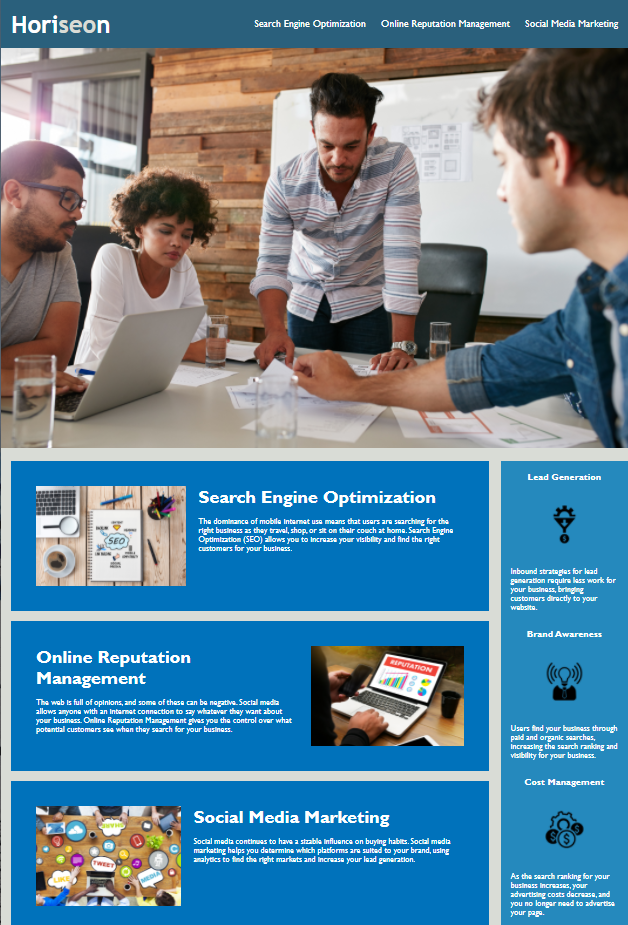 Horiseon
Search Engine Optimization
Online Reputation Management
Social Media Marketing
SEO
Search Engine Optimization
The dominance of mobile internet use means that users are searching for the
right business as they travel, shop, or sit on their couch at home. Search Engine
Optimization (SEO) allows you to increase your visibility and find the right
customers for your business.
Online Reputation
Management
The web is full of opinions, and some of these can be negative. Social media
allows anyone with an internet connection to say whatever they want about
your business. Online Reputation Management gives you the control over what
potential customers see when they search for your business.
REPUTATION
TWEET
LIKE
MEDIA
Social Media Marketing
Social media continues to have a sizable influence on buying habits. Social media
marketing helps you determine which platforms are suited to your brand, using
analytics to find the right markets and increase your lead generation.
Lead Generation
Inbound strategies for lead
generation require less work for
your business, bringing
customers directly to your
website.
Brand Awareness
Users find your business through
paid and organic searches,
increasing the search ranking and
visibility for your business.
Cost Management
As the search ranking for your
business increases, your
advertising costs decrease, and
you no longer need to advertise
your page.